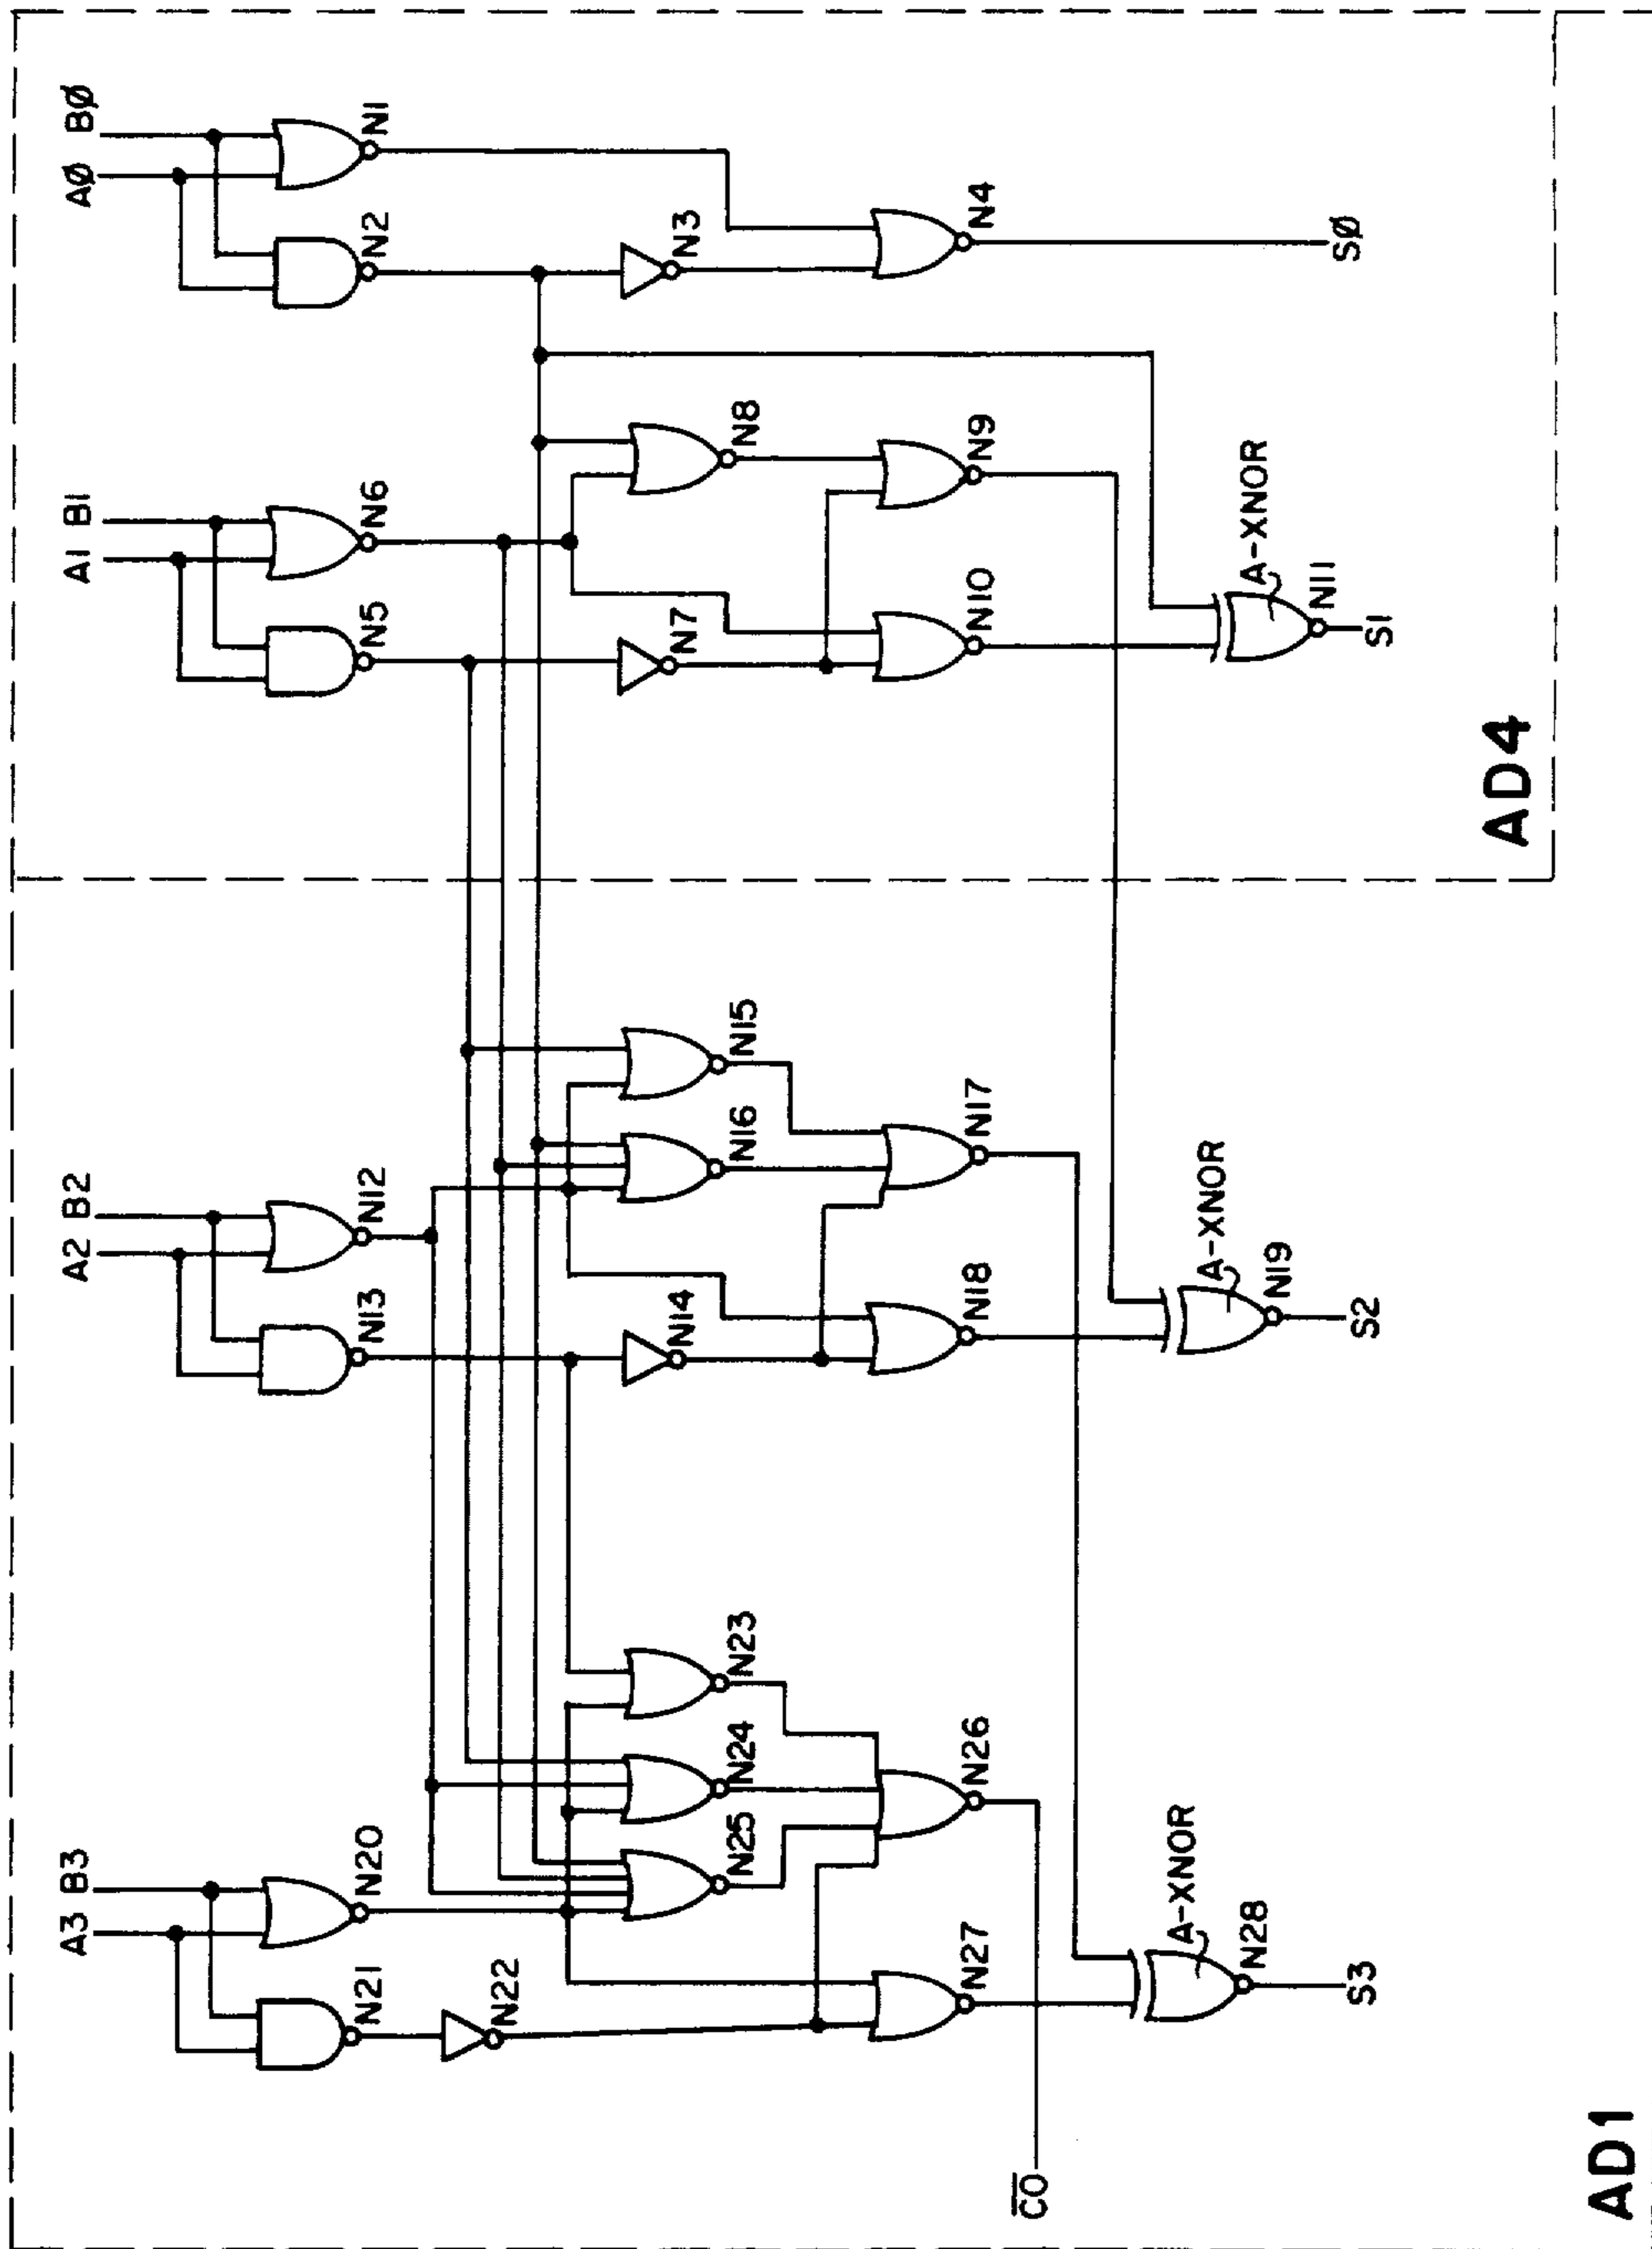 A3 B3
A2 B2
A1 B1
AØ BØ
N21
N20
N13
N12
N5
N6
N2
N1
N22
N25
N24
N23
N14
N16
N15
N7
N8
N3
N27
N26
N18
N17
N10
N9
N4
C̅O̅
A-XNOR
N28
A-XNOR
N19
A-XNOR
N11
S3
S2
S1
SØ
AD4
AD1